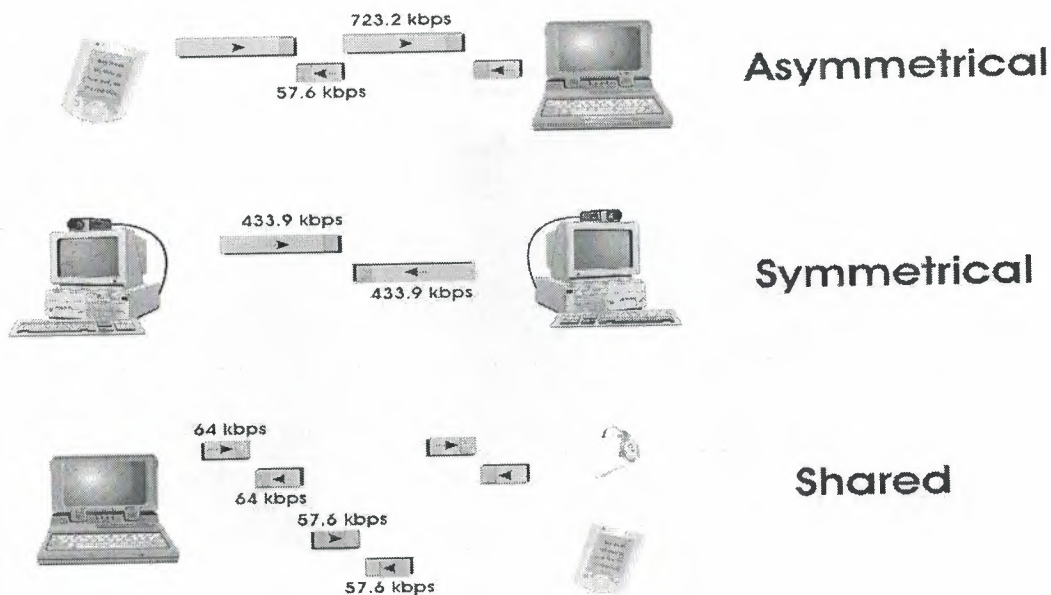 723.2 kbps
57.6 kbps
Asymmetrical
433.9 kbps
433.9 kbps
Symmetrical
64 kbps
64 kbps
57.6 kbps
57.6 kbps
Shared